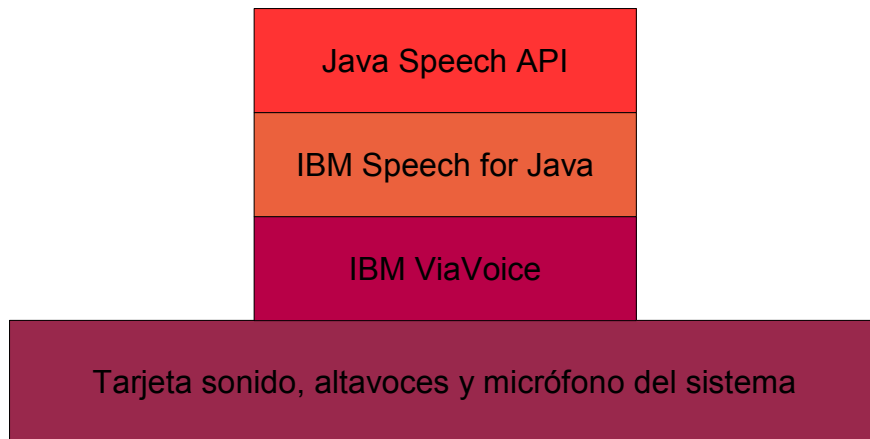 Java Speech API
IBM Speech for Java
IBM ViaVoice
Tarjeta sonido, altavoces y micrófono del sistema